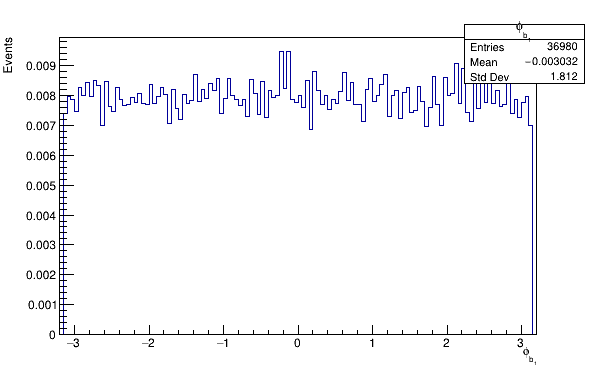 ϕ_b₁
Entries 36980
Mean −0.003032
Std Dev 1.812
Events
0.009
0.008
0.007
0.006
0.005
0.004
0.003
0.002
0.001
0
−3 −2 −1 0 1 2 3
ϕ_b₁